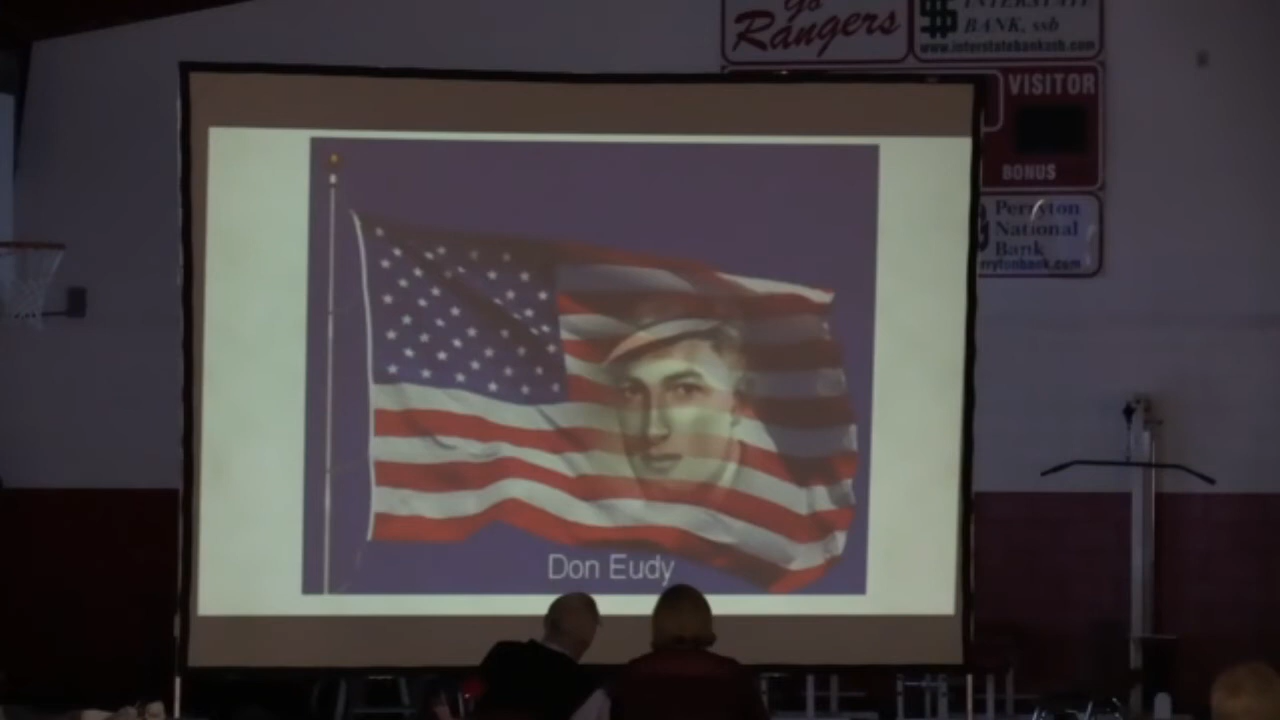 Go
Rangers
INTERSTATE
BANK, ssb
www.interstatebankssb.com
VISITOR
BONUS
Perryton
National
Bank
Don Eudy